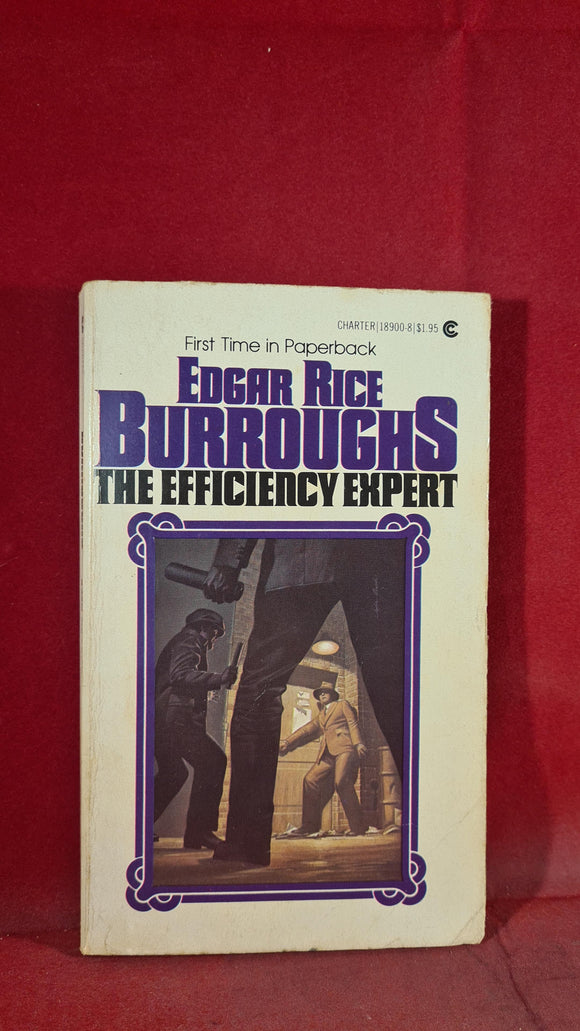 CHARTER|18900-8|$1.95
First Time in Paperback
EDGAR RICE
BURROUGHS
THE EFFICIENCY EXPERT